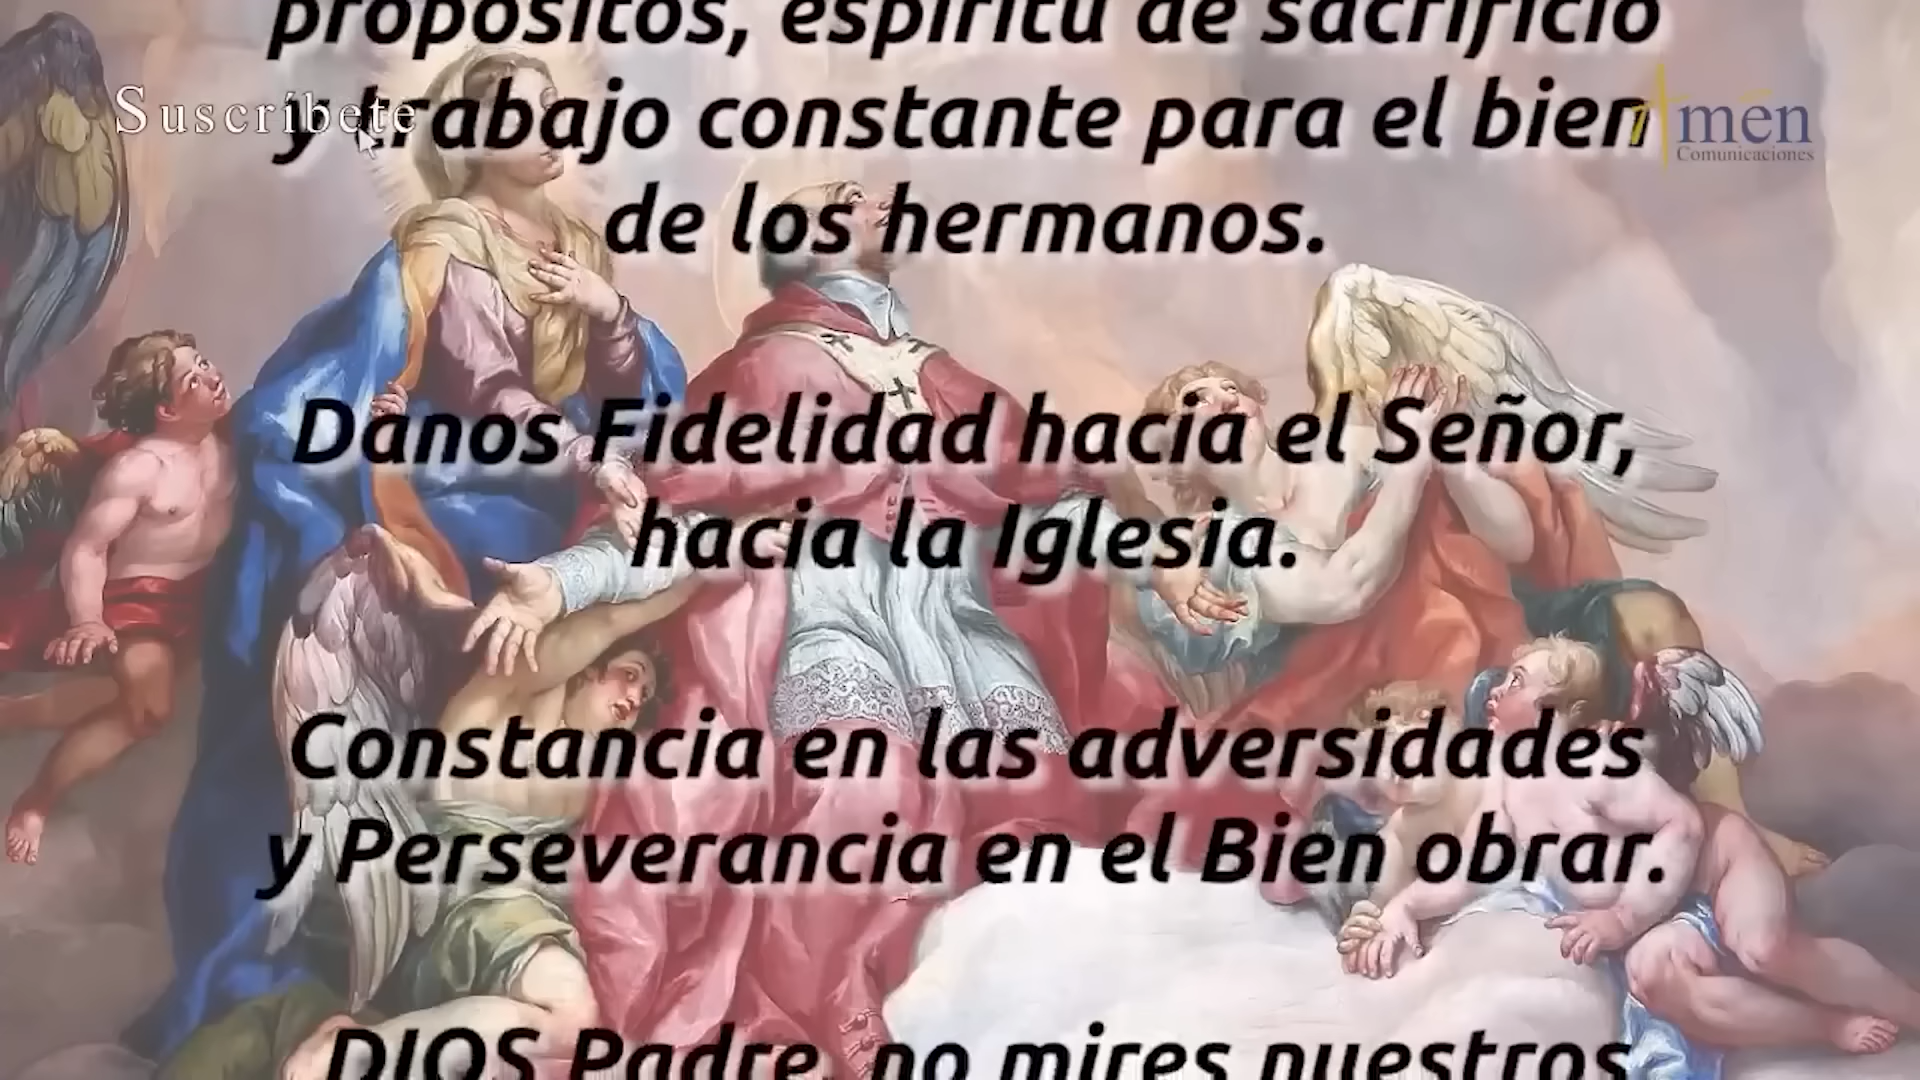 propósitos, espíritu de sacrificio
Suscríbete
y trabajo constante para el bien
Amén
Comunicaciones
de los hermanos.
Danos Fidelidad hacia el Señor,
hacia la Iglesia.
Constancia en las adversidades
y Perseverancia en el Bien obrar.
DIOS Padre, no mires nuestros